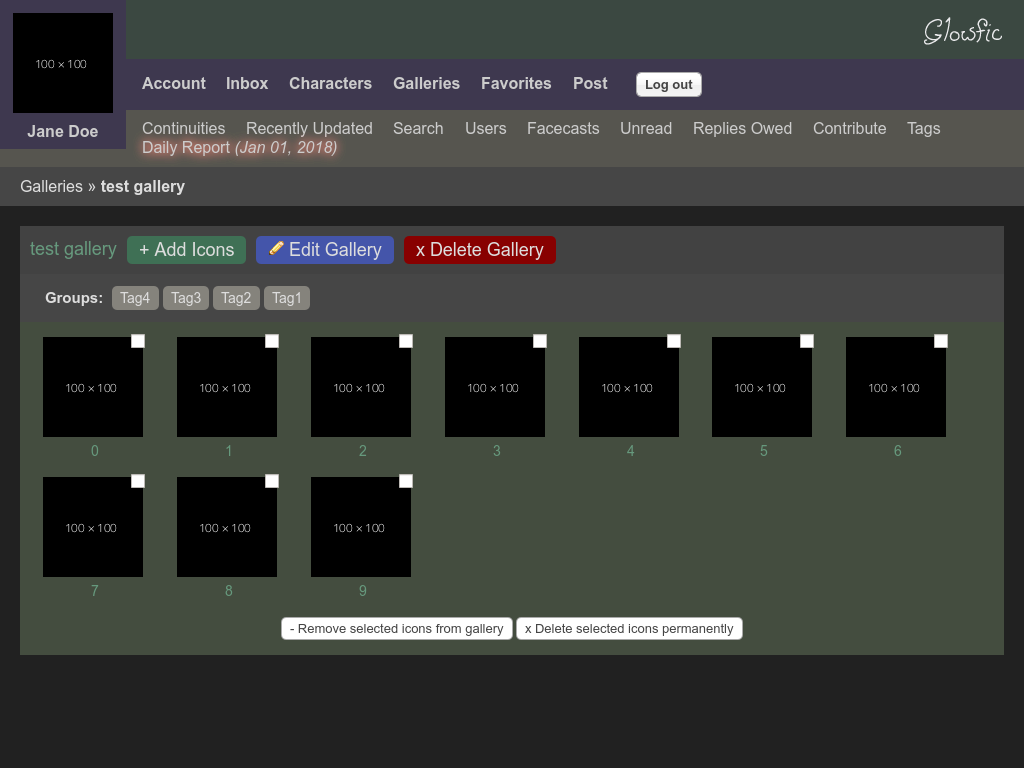 Glowfic
100 × 100
Jane Doe
Account Inbox Characters Galleries Favorites Post Log out
Continuities Recently Updated Search Users Facecasts Unread Replies Owed Contribute Tags
Daily Report (Jan 01, 2018)
Galleries » test gallery
test gallery + Add Icons Edit Gallery x Delete Gallery
Groups: Tag4 Tag3 Tag2 Tag1
100 × 100 100 × 100 100 × 100 100 × 100 100 × 100 100 × 100 100 × 100
0 1 2 3 4 5 6
100 × 100 100 × 100 100 × 100
7 8 9
- Remove selected icons from gallery x Delete selected icons permanently